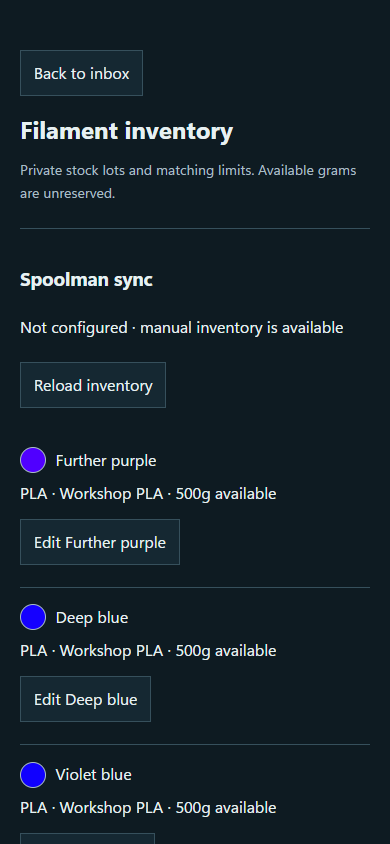 Back to inbox
Filament inventory
Private stock lots and matching limits. Available grams
are unreserved.
Spoolman sync
Not configured · manual inventory is available
Reload inventory
Further purple
PLA · Workshop PLA · 500g available
Edit Further purple
Deep blue
PLA · Workshop PLA · 500g available
Edit Deep blue
Violet blue
PLA · Workshop PLA · 500g available